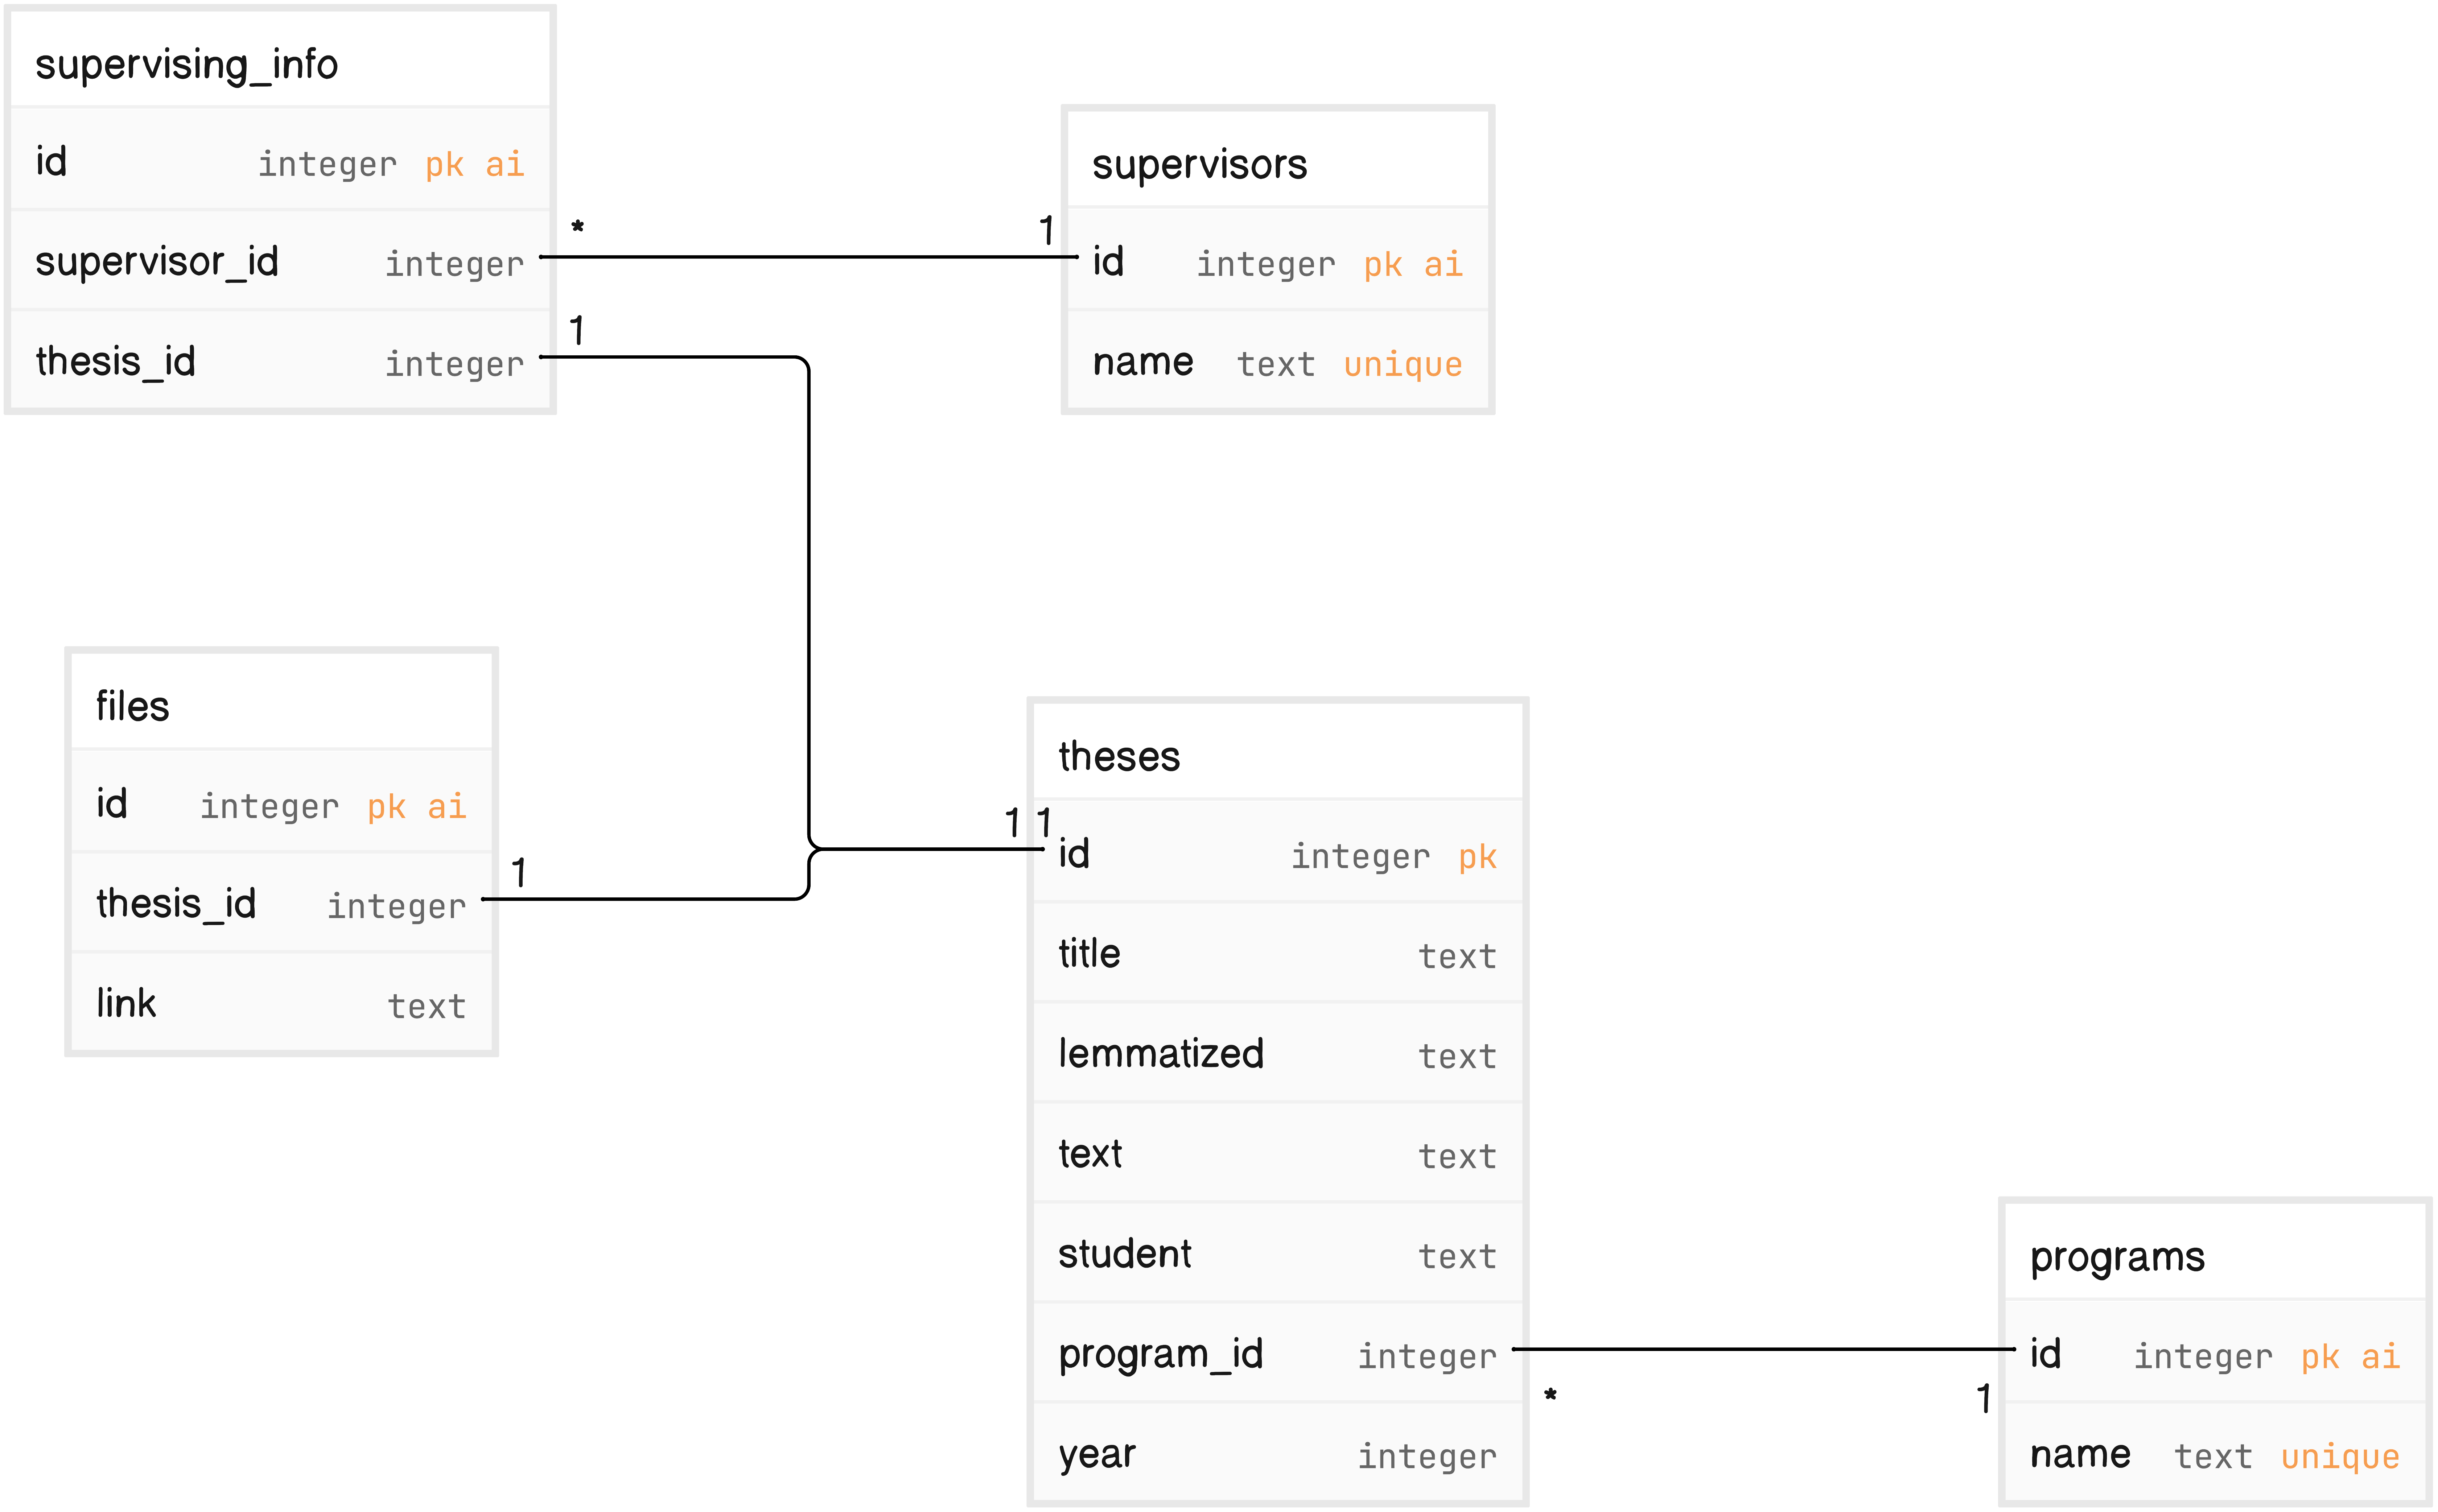 supervising_info
id integer pk ai
*
supervisor_id integer
1
thesis_id integer
supervisors
1
id integer pk ai
name text unique
files
id integer pk ai
1
thesis_id integer
link text
theses
1 1
id integer pk
title text
lemmatized text
text text
student text
program_id integer
*
year integer
programs
id integer pk ai
1
name text unique